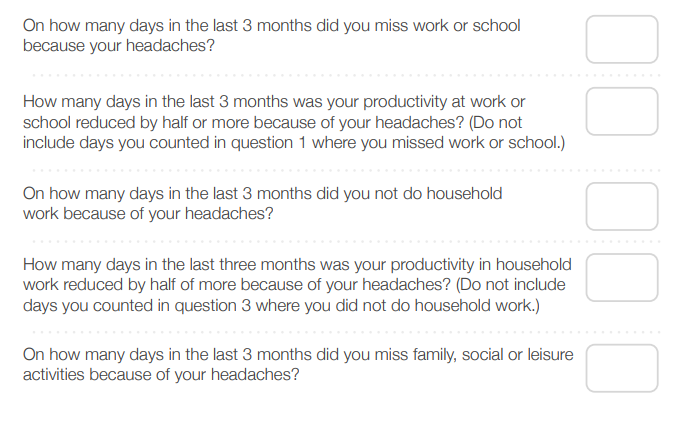 On how many days in the last 3 months did you miss work or school
because your headaches?
How many days in the last 3 months was your productivity at work or
school reduced by half or more because of your headaches? (Do not
include days you counted in question 1 where you missed work or school.)
On how many days in the last 3 months did you not do household
work because of your headaches?
How many days in the last three months was your productivity in household
work reduced by half of more because of your headaches? (Do not include
days you counted in question 3 where you did not do household work.)
On how many days in the last 3 months did you miss family, social or leisure
activities because of your headaches?